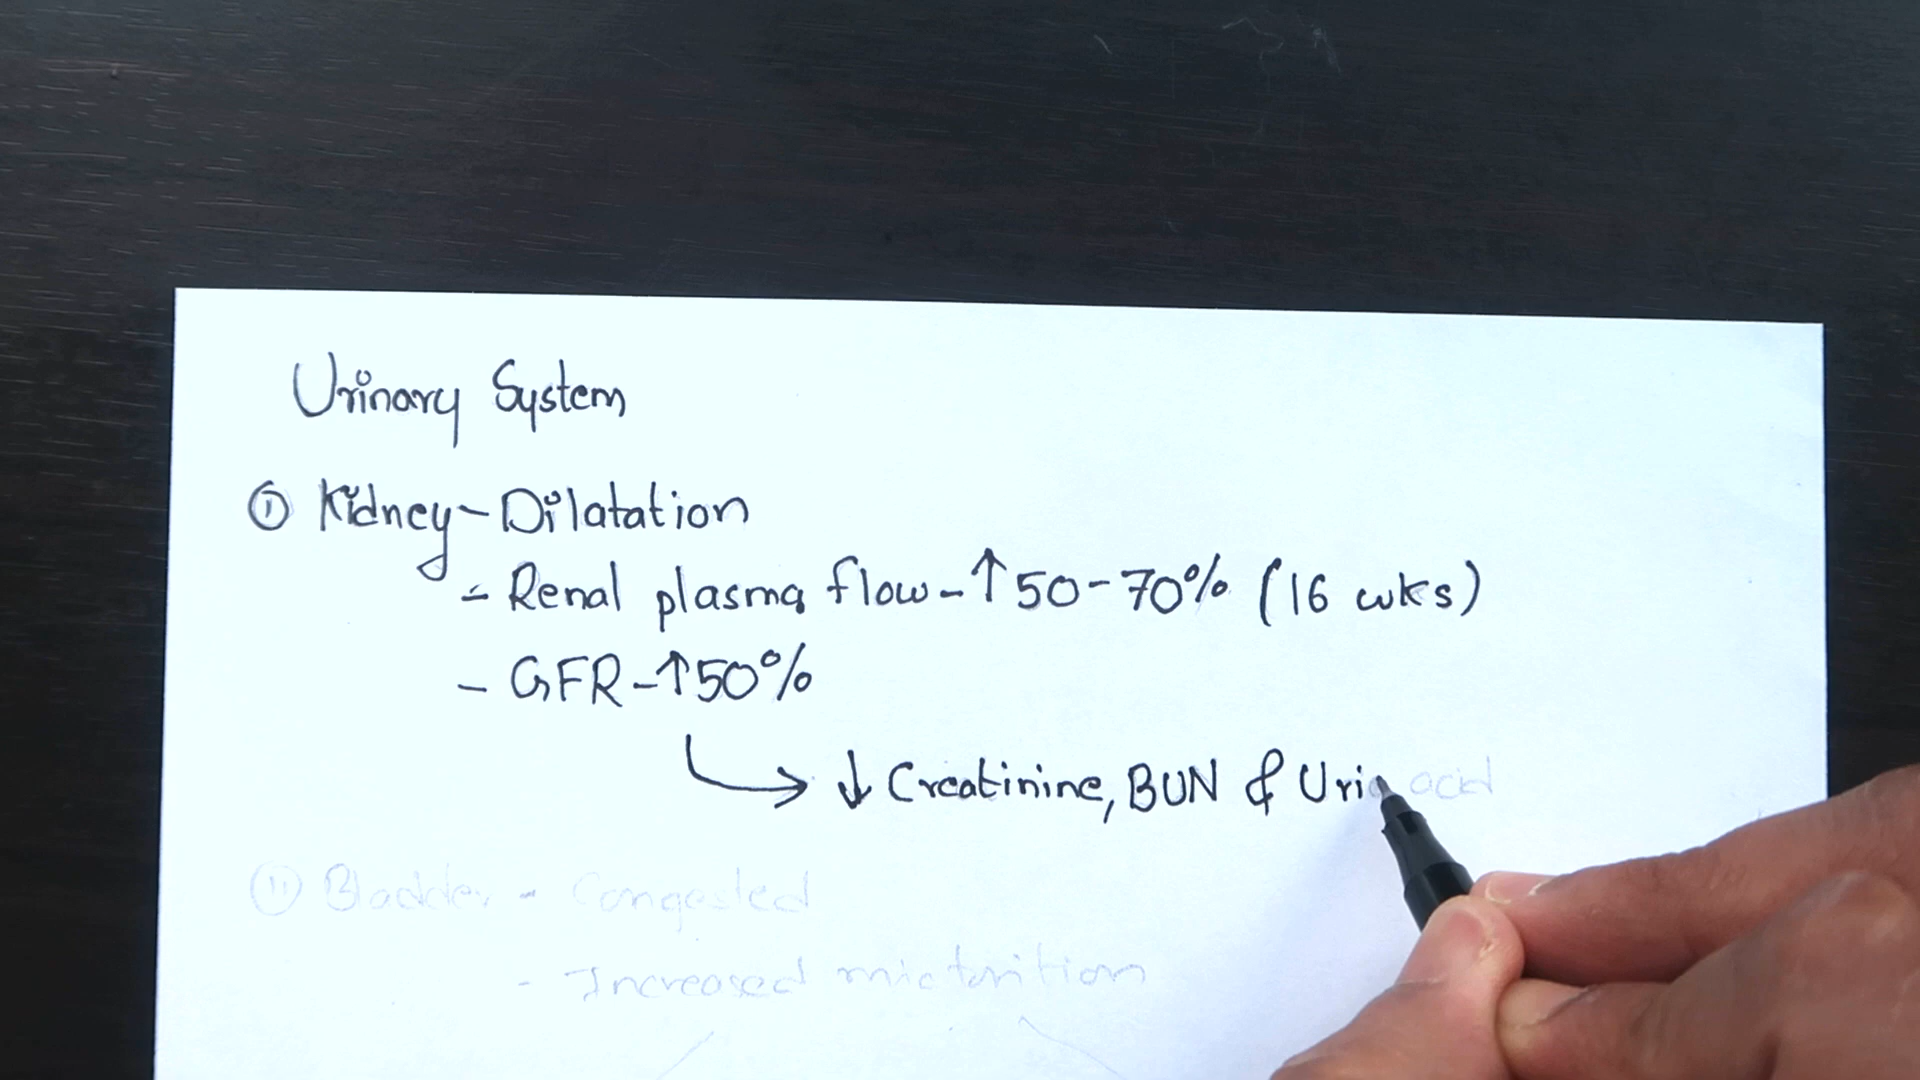 Urinary System
① Kidney - Dilatation
- Renal plasma flow - ↑ 50-70% (16 wks)
- GFR - ↑ 50%
↓ Creatinine, BUN & Uric acid
ⓘⓘ Bladder - Congested
- Increased micturition